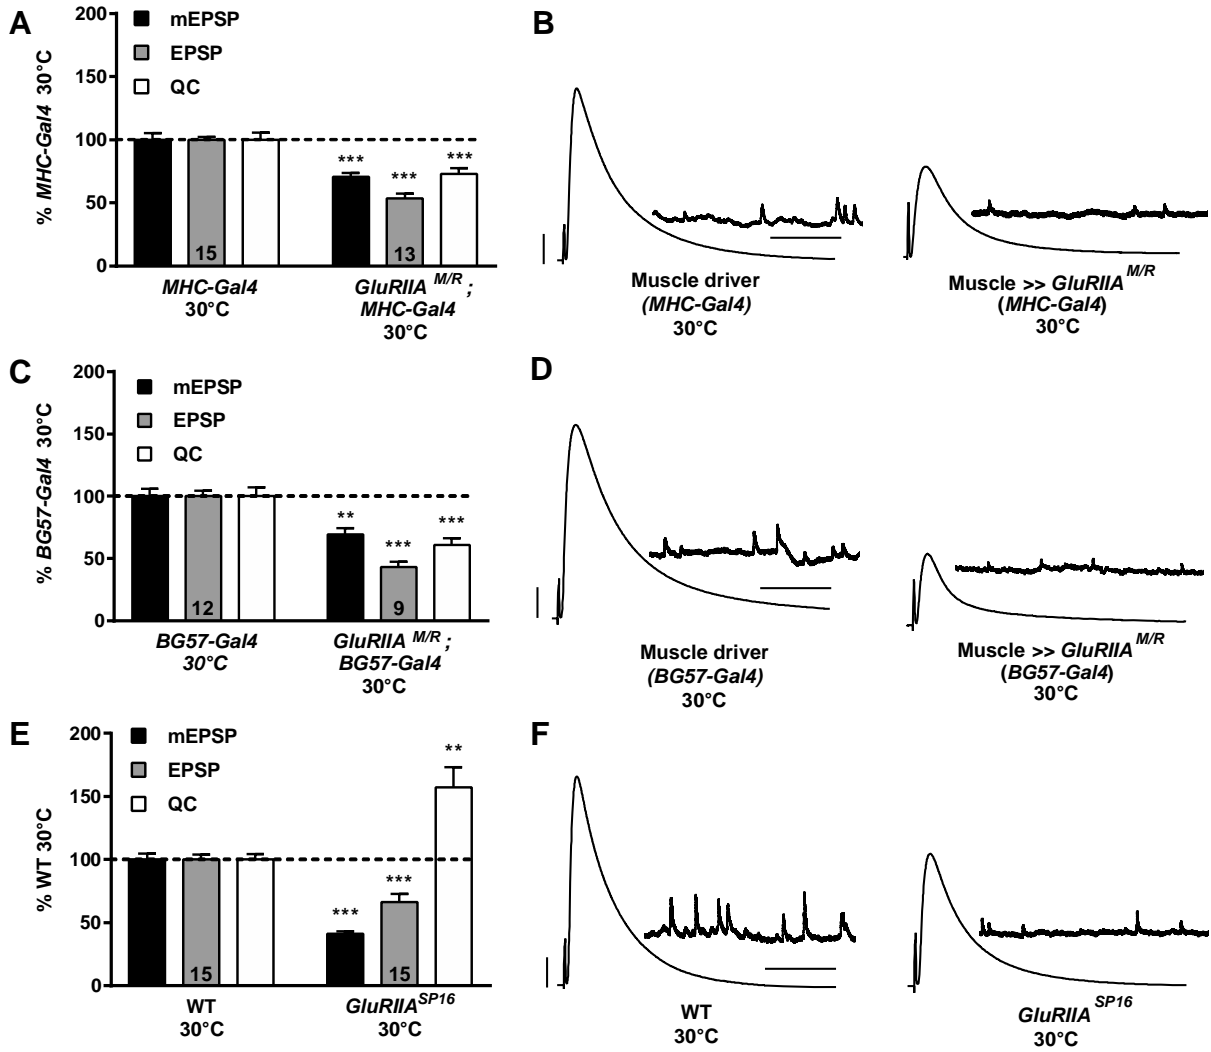 A
% MHC-Gal4 30°C
200
150
100
50
0
mEPSP
EPSP
QC
***
***
***
15
13
MHC-Gal4
30°C
GluRIIA M/R ;
MHC-Gal4
30°C
B
Muscle driver
(MHC-Gal4)
30°C
Muscle >> GluRIIA M/R
(MHC-Gal4)
30°C
C
% BG57-Gal4 30°C
200
150
100
50
0
mEPSP
EPSP
QC
**
***
***
12
9
BG57-Gal4
30°C
GluRIIA M/R ;
BG57-Gal4
30°C
D
Muscle driver
(BG57-Gal4)
30°C
Muscle >> GluRIIA M/R
(BG57-Gal4)
30°C
E
% WT 30°C
200
150
100
50
0
mEPSP
EPSP
QC
***
***
**
15
15
WT
30°C
GluRIIA SP16
30°C
F
WT
30°C
GluRIIA SP16
30°C